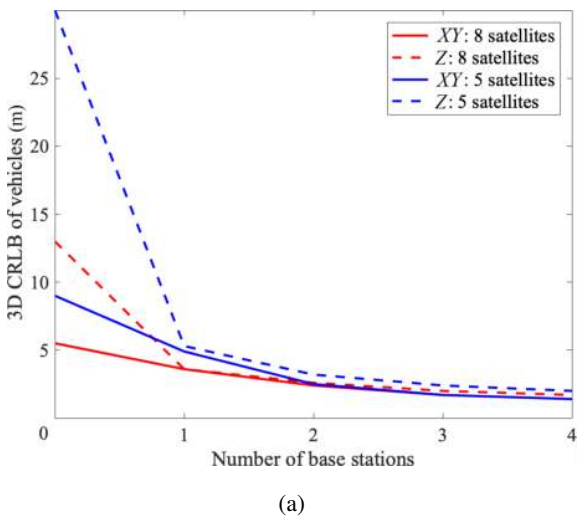 XY: 8 satellites
Z: 8 satellites
XY: 5 satellites
Z: 5 satellites
3D CRLB of vehicles (m)
25
20
15
10
5
0
0 1 2 3 4
Number of base stations
(a)